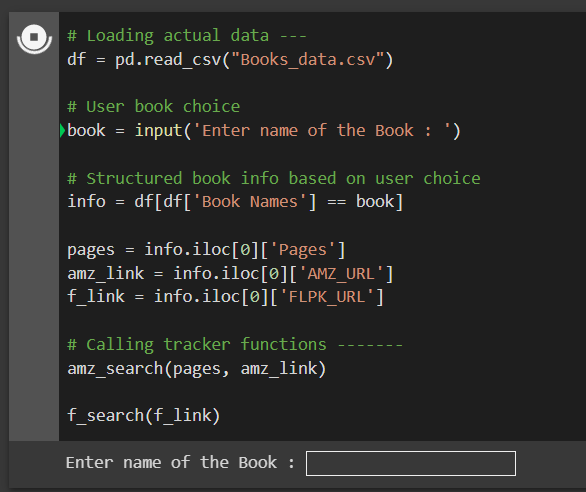 # Loading actual data ---
df = pd.read_csv("Books_data.csv")
# User book choice
book = input('Enter name of the Book : ')
# Structured book info based on user choice
info = df[df['Book Names'] == book]
pages = info.iloc[0]['Pages']
amz_link = info.iloc[0]['AMZ_URL']
f_link = info.iloc[0]['FLPK_URL']
# Calling tracker functions -------
amz_search(pages, amz_link)
f_search(f_link)
Enter name of the Book :